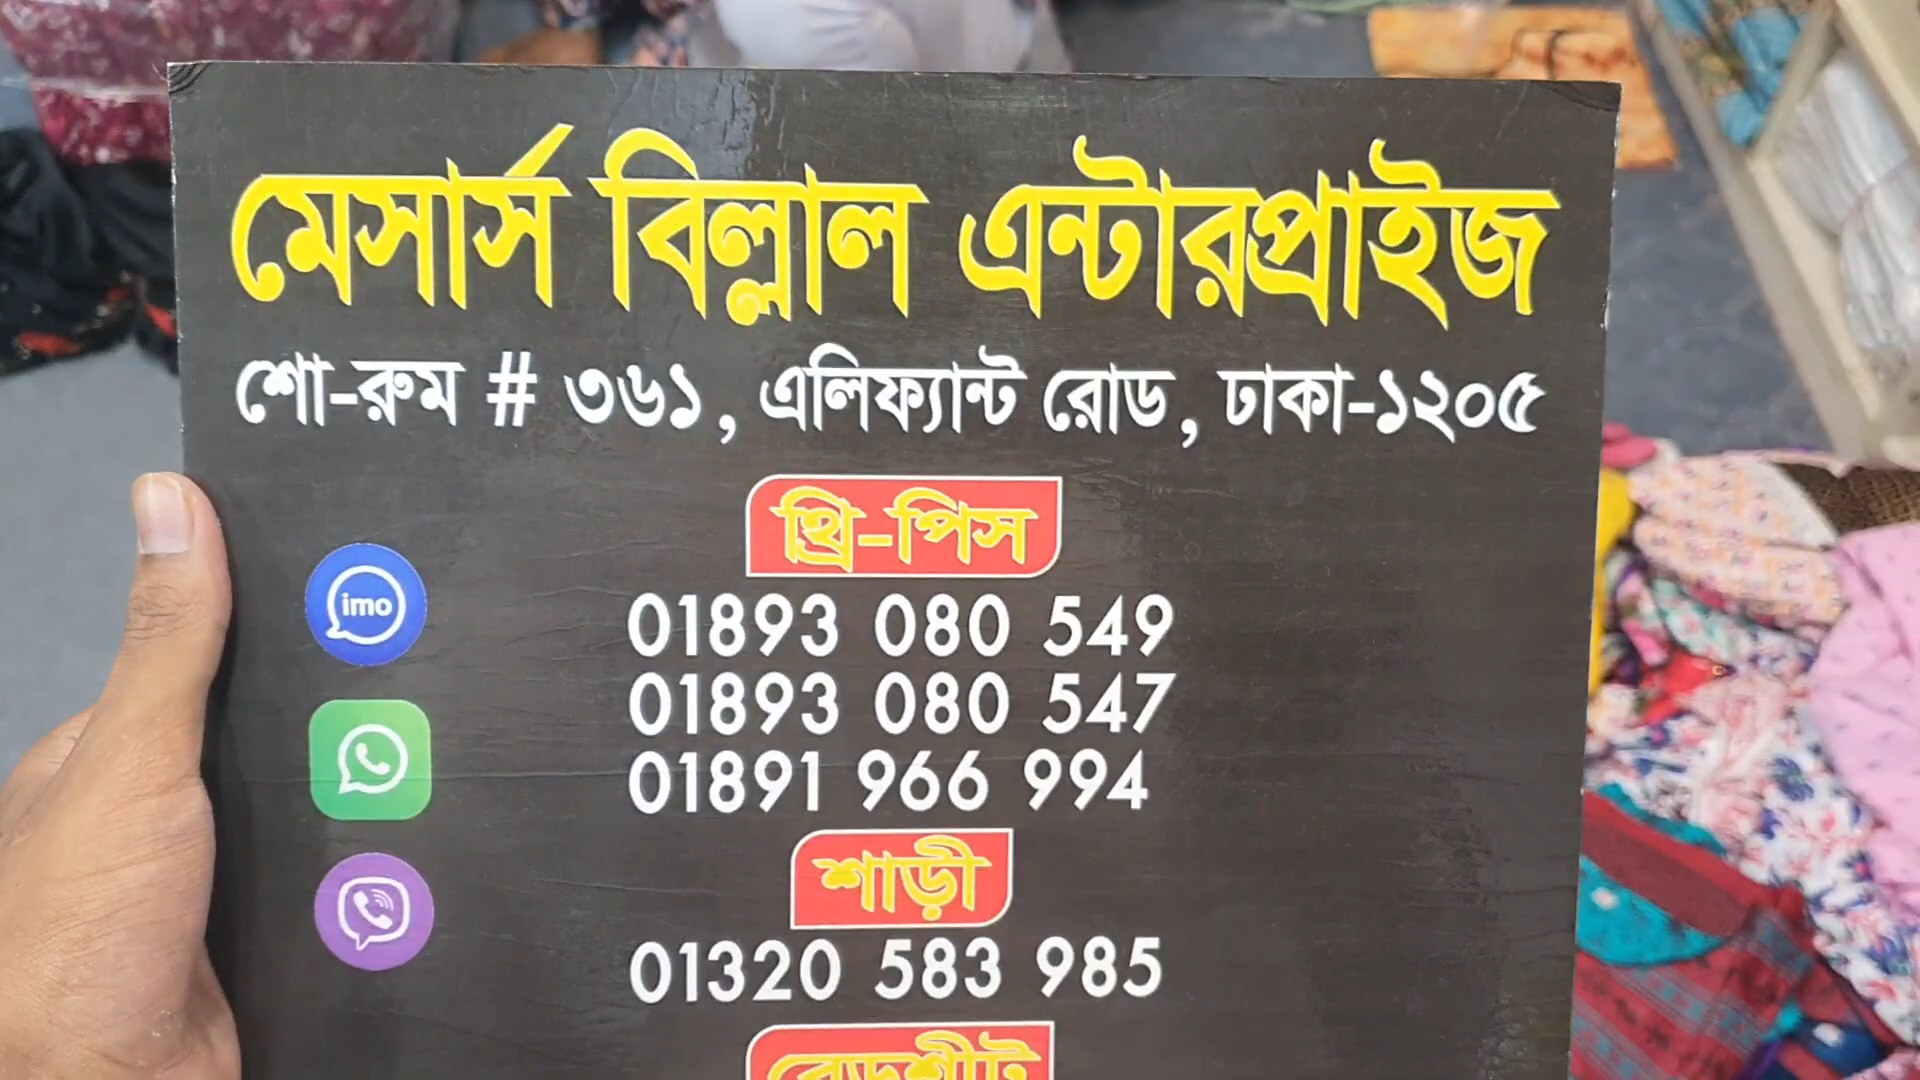 মেসার্স বিল্লাল এন্টারপ্রাইজ
শো-রুম # ৩৬১, এলিফ্যান্ট রোড, ঢাকা-১২০৫
থ্রি-পিস
imo
01893 080 549
01893 080 547
01891 966 994
শাড়ী
01320 583 985
বেডশীট